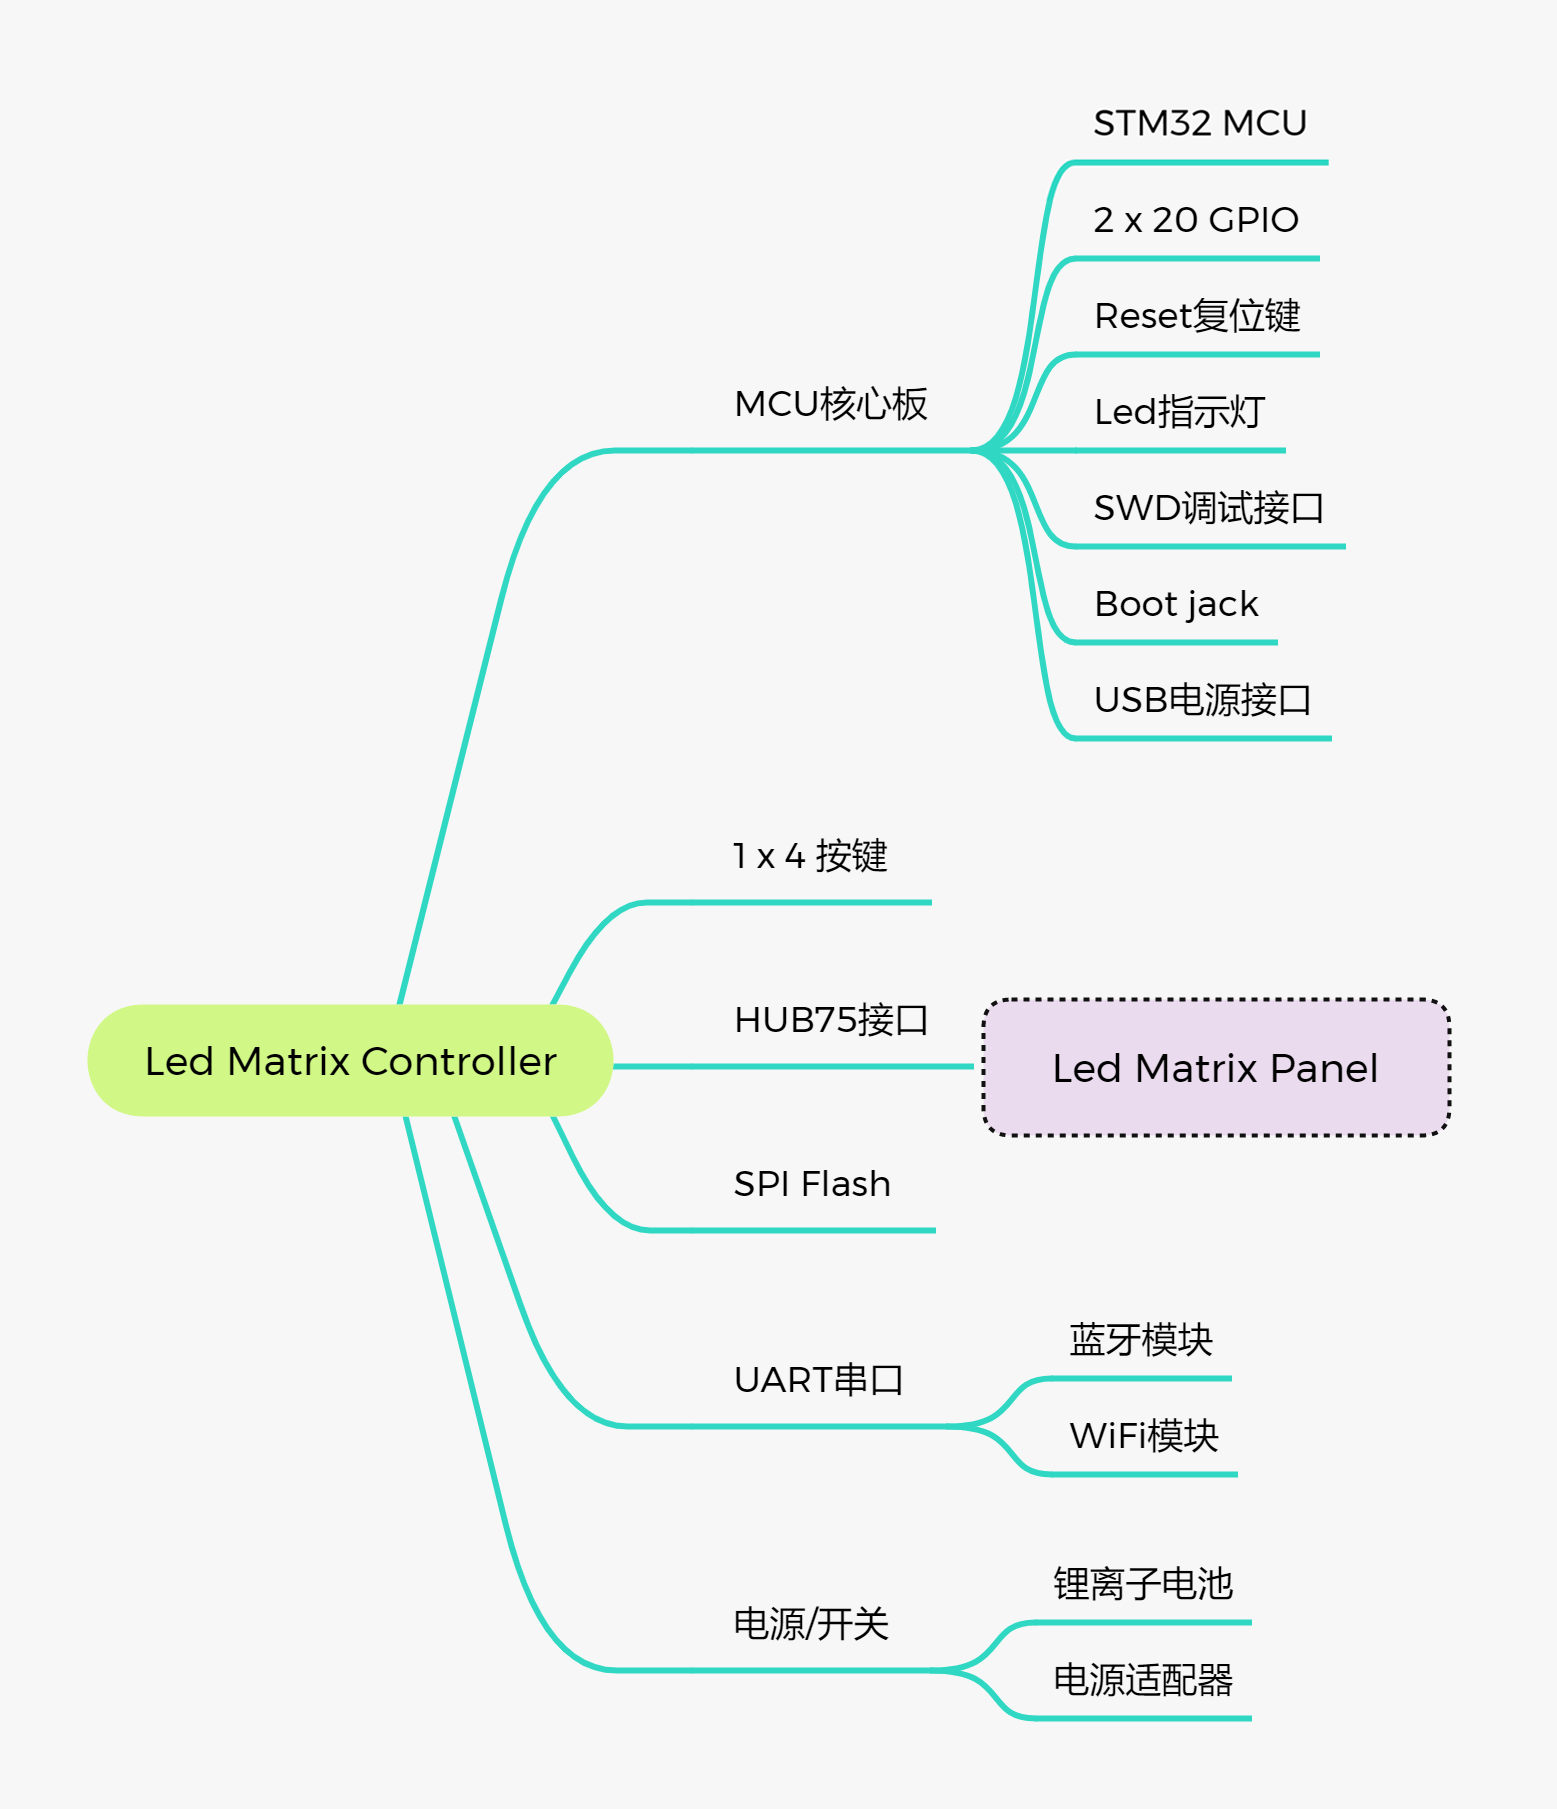 STM32 MCU
2 x 20 GPIO
Reset复位键
MCU核心板
Led指示灯
SWD调试接口
Boot jack
USB电源接口
1 x 4 按键
HUB75接口
Led Matrix Controller
Led Matrix Panel
SPI Flash
蓝牙模块
UART串口
WiFi模块
锂离子电池
电源/开关
电源适配器